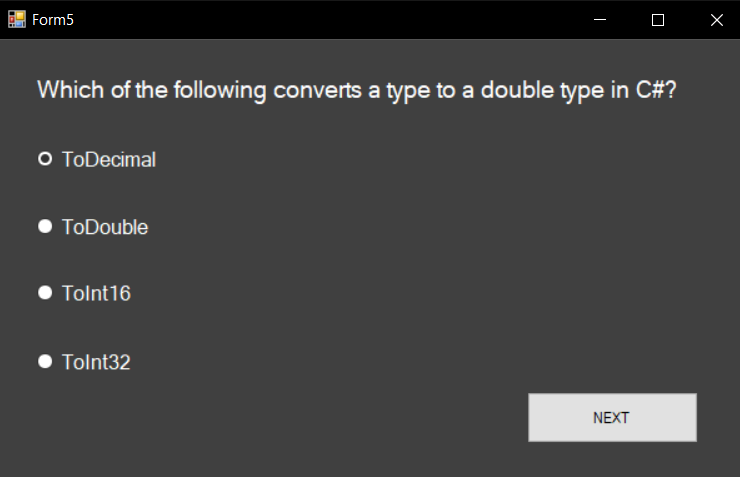 Form5
Which of the following converts a type to a double type in C#?
ToDecimal
ToDouble
ToInt16
ToInt32
NEXT